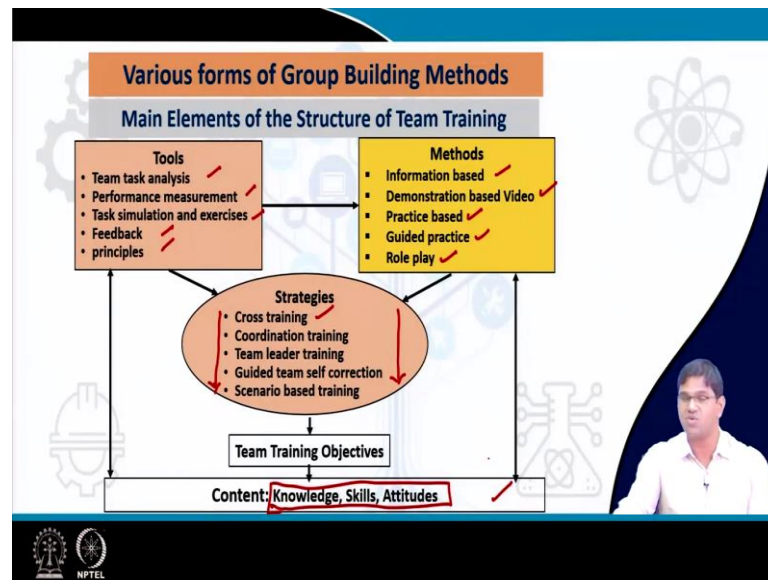 Various forms of Group Building Methods
Main Elements of the Structure of Team Training
Tools
• Team task analysis
• Performance measurement
• Task simulation and exercises
• Feedback
• principles
Methods
▪ Information based
▪ Demonstration based Video
▪ Practice based
▪ Guided practice
▪ Role play
Strategies
• Cross training
• Coordination training
• Team leader training
• Guided team self correction
• Scenario based training
Team Training Objectives
Content: Knowledge, Skills, Attitudes
NPTEL